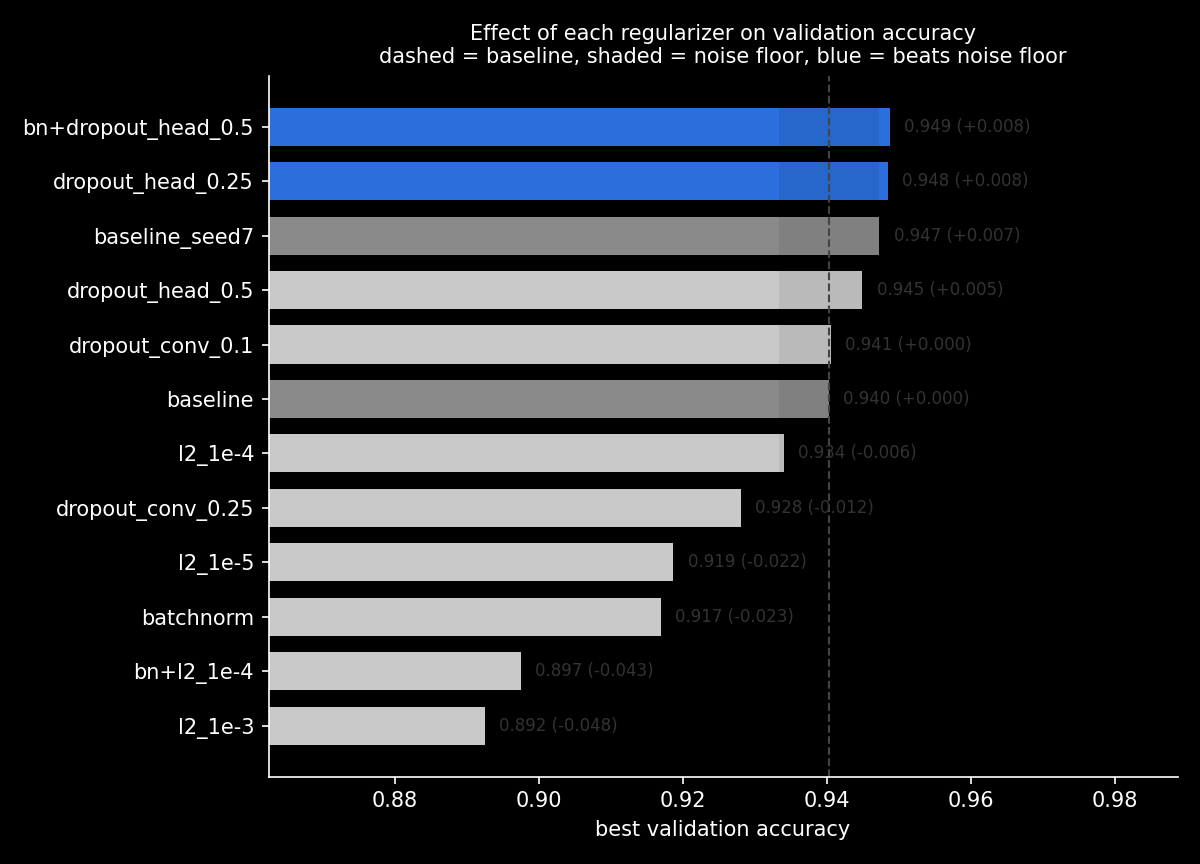 Effect of each regularizer on validation accuracy
dashed = baseline, shaded = noise floor, blue = beats noise floor
bn+dropout_head_0.5 0.949 (+0.008)
dropout_head_0.25 0.948 (+0.008)
baseline_seed7 0.947 (+0.007)
dropout_head_0.5 0.945 (+0.005)
dropout_conv_0.1 0.941 (+0.000)
baseline 0.940 (+0.000)
l2_1e-4 0.934 (-0.006)
dropout_conv_0.25 0.928 (-0.012)
l2_1e-5 0.919 (-0.022)
batchnorm 0.917 (-0.023)
bn+l2_1e-4 0.897 (-0.043)
l2_1e-3 0.892 (-0.048)
0.88 0.90 0.92 0.94 0.96 0.98
best validation accuracy